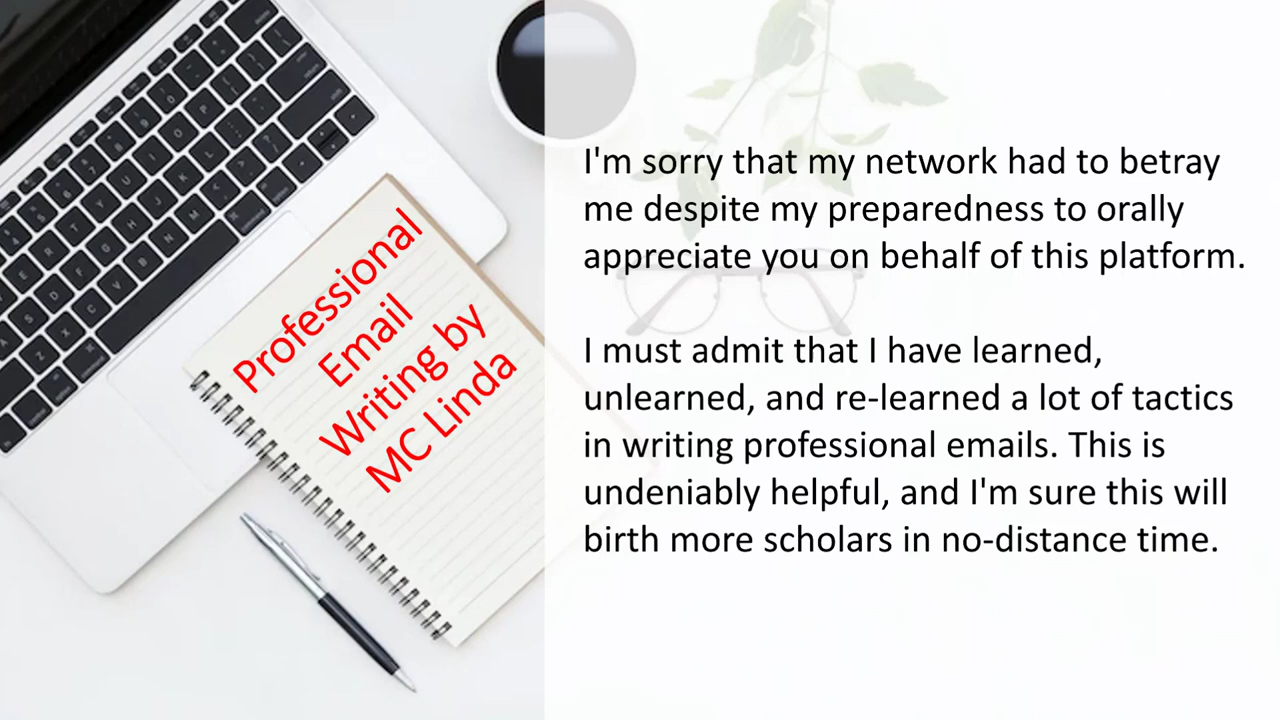 Professional
Email
Writing by
MC Linda
I'm sorry that my network had to betray
me despite my preparedness to orally
appreciate you on behalf of this platform.
I must admit that I have learned,
unlearned, and re-learned a lot of tactics
in writing professional emails. This is
undeniably helpful, and I'm sure this will
birth more scholars in no-distance time.